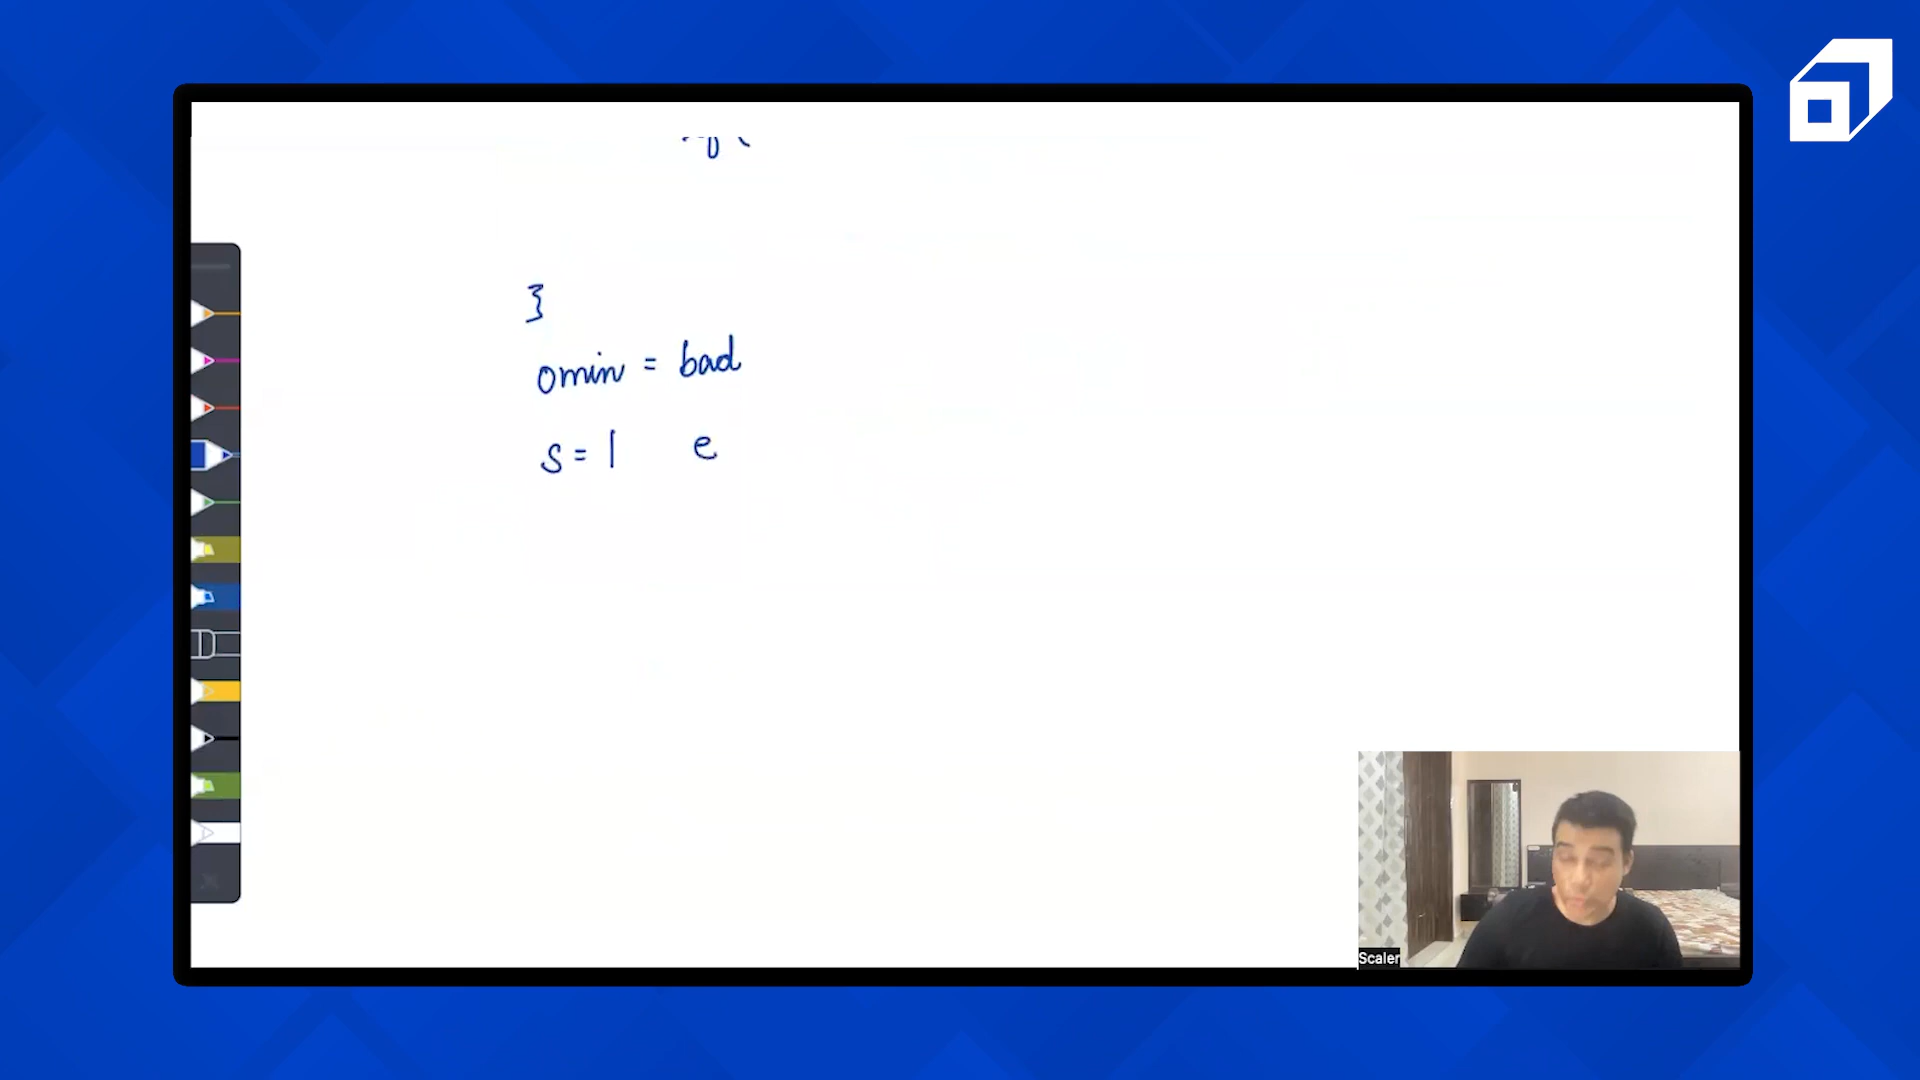 }
omin = bad
s = 1 e
Scaler